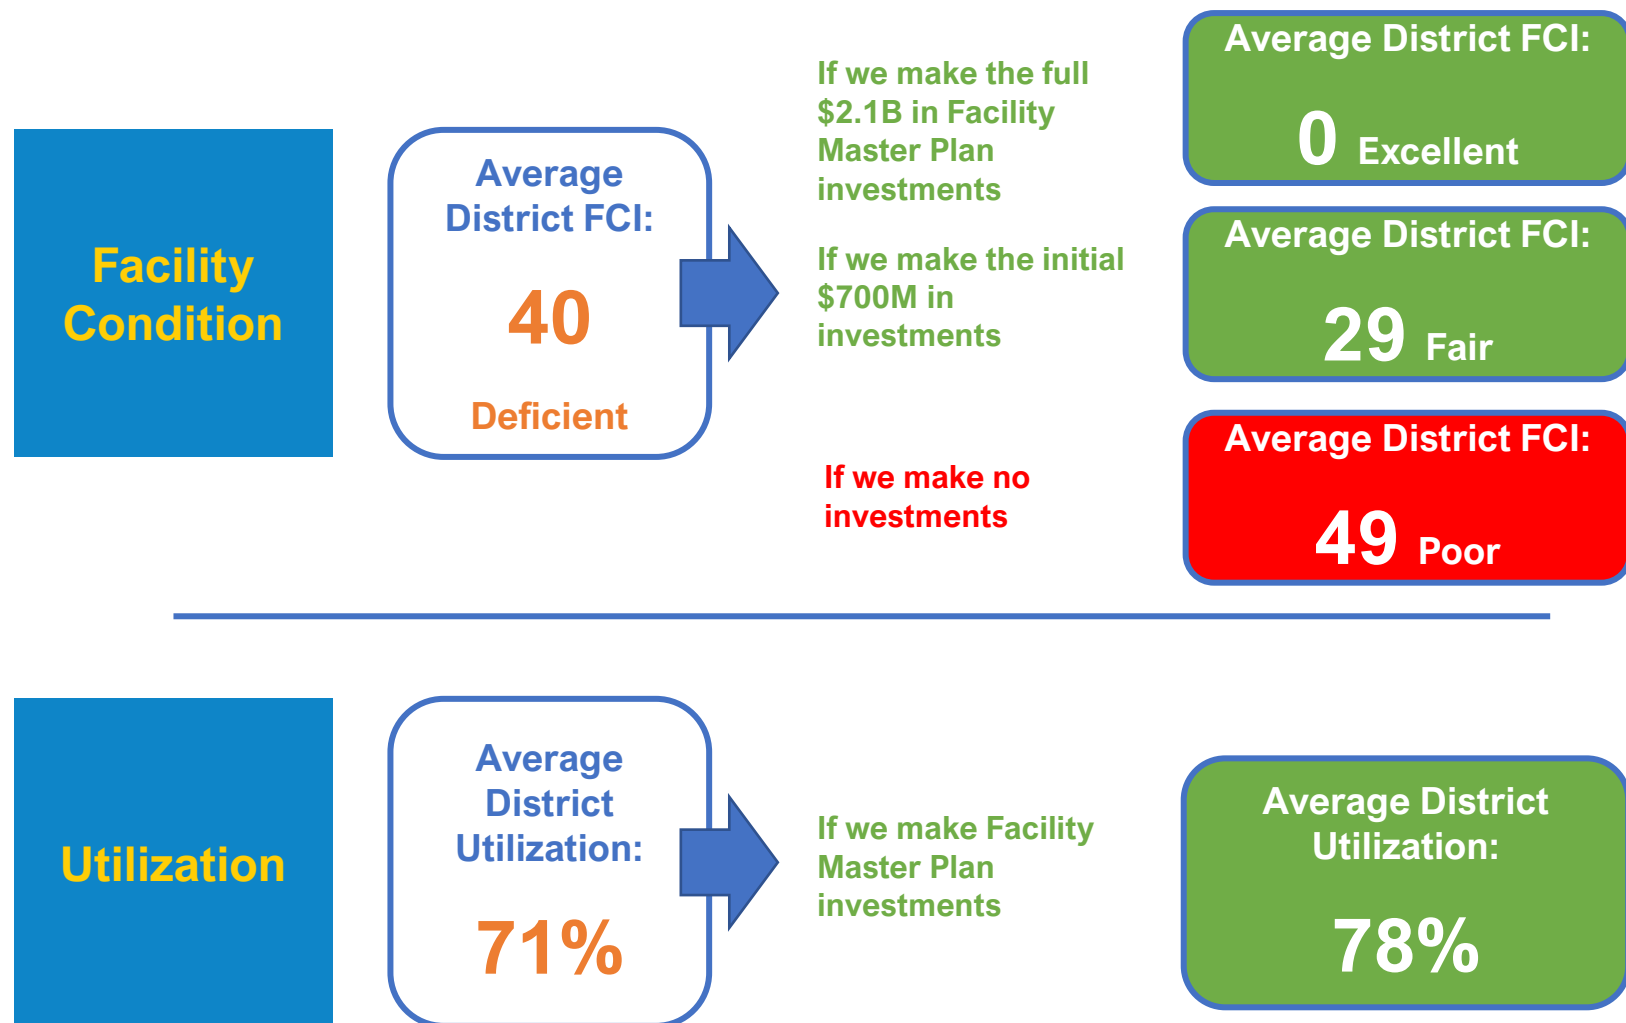 Facility
Condition
Average
District FCI:
40
Deficient
If we make the full
$2.1B in Facility
Master Plan
investments
Average District FCI:
0 Excellent
If we make the initial
$700M in
investments
Average District FCI:
29 Fair
If we make no
investments
Average District FCI:
49 Poor
Utilization
Average
District
Utilization:
71%
If we make Facility
Master Plan
investments
Average District
Utilization:
78%